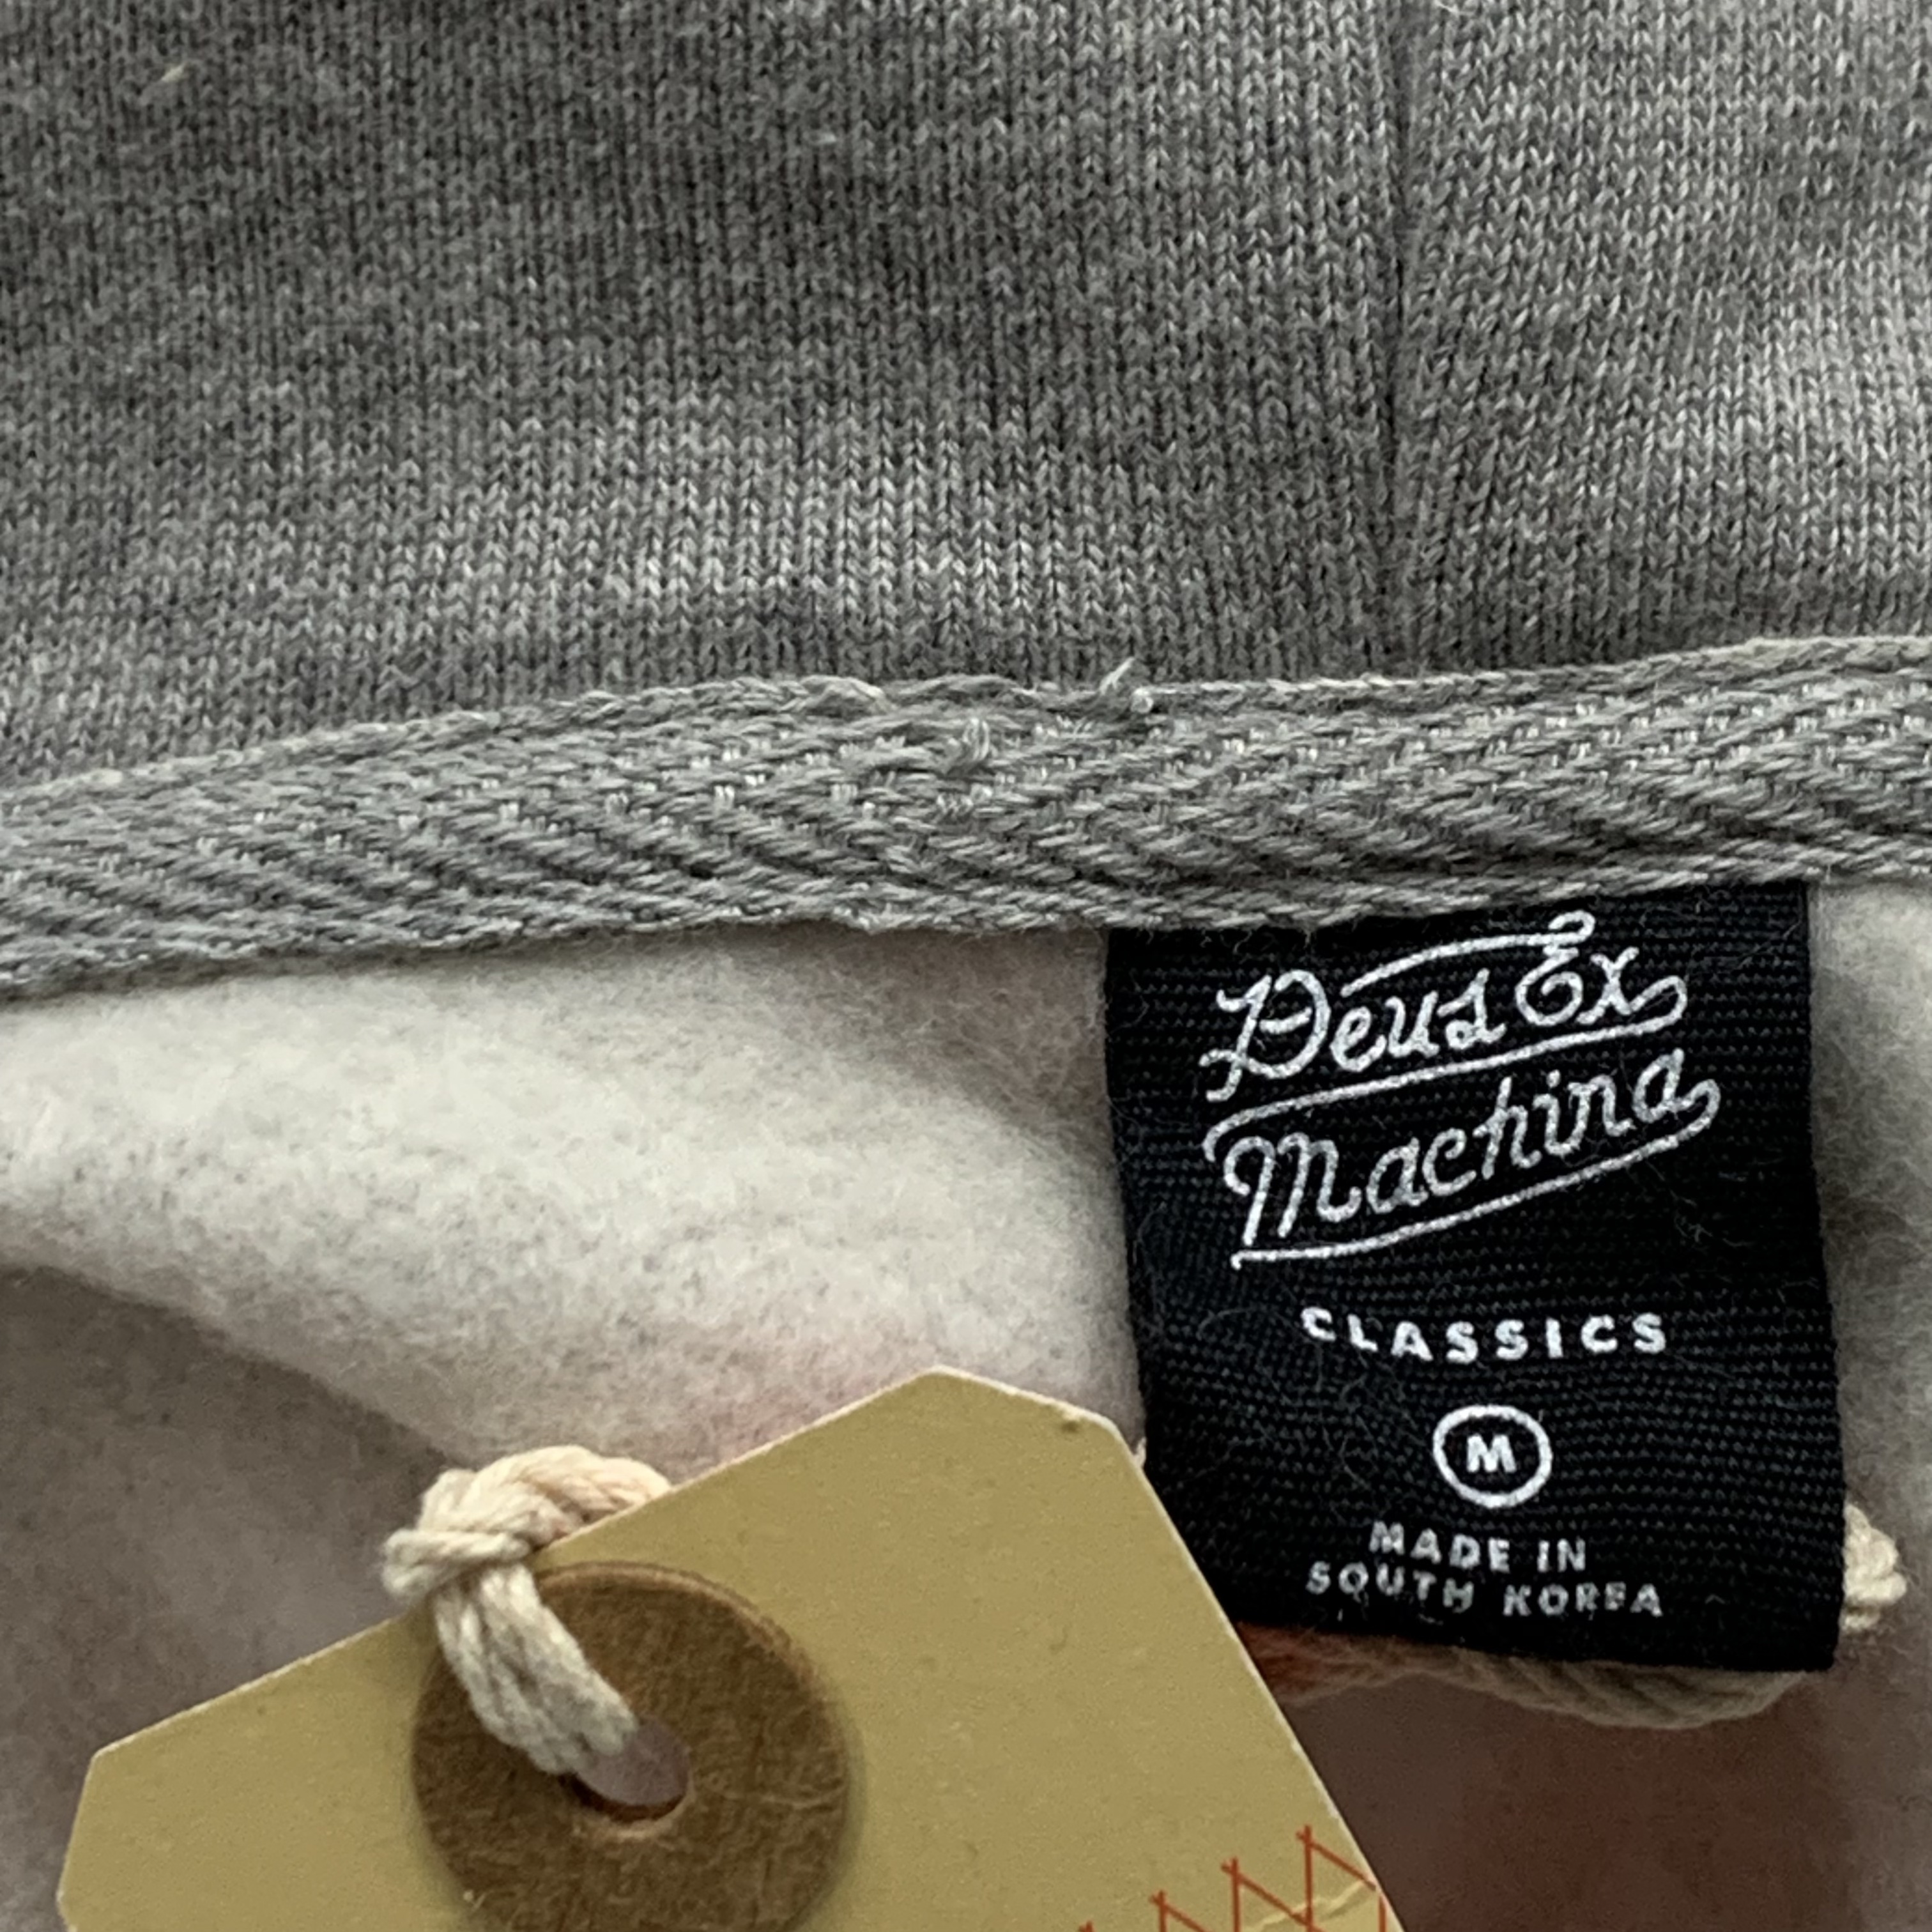 Deus Ex
Machina
CLASSICS
M
MADE IN
SOUTH KOREA